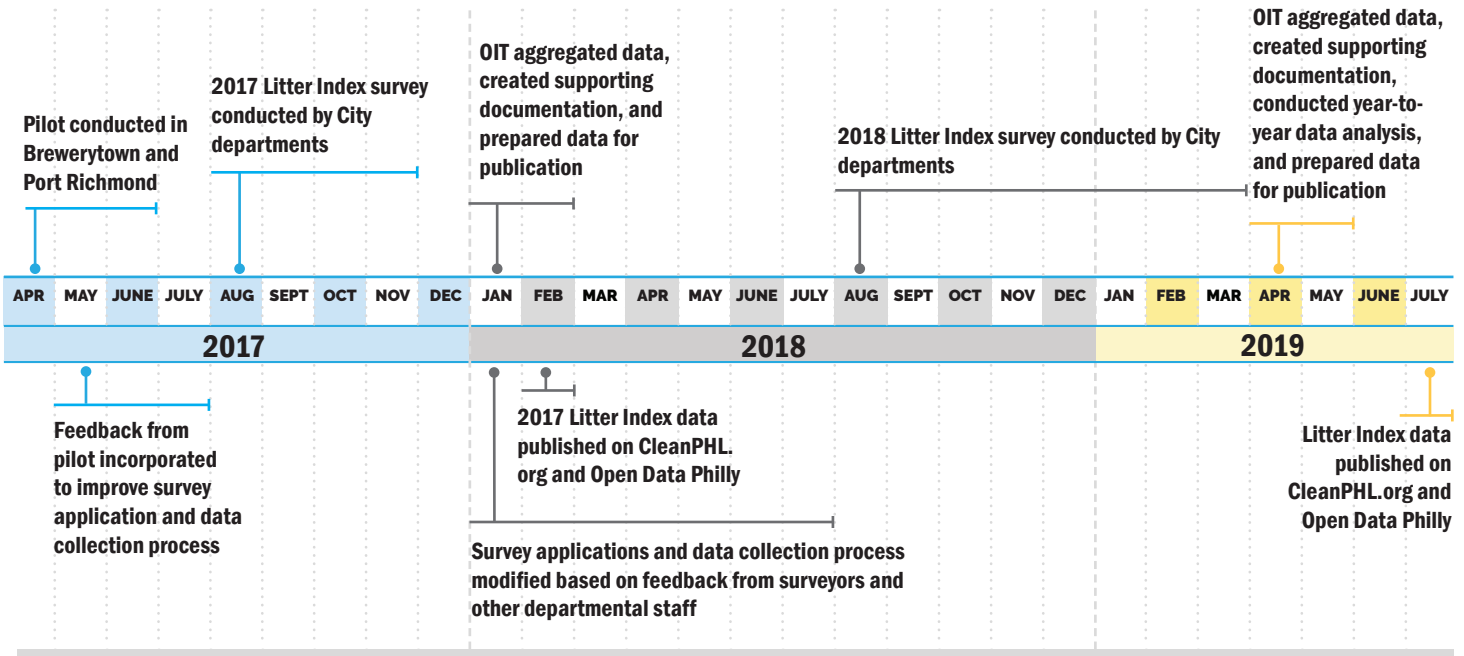 Pilot conducted in
Brewerytown and
Port Richmond
2017 Litter Index survey
conducted by City
departments
OIT aggregated data,
created supporting
documentation, and
prepared data for
publication
2018 Litter Index survey conducted by City
departments
OIT aggregated data,
created supporting
documentation,
conducted year-to-
year data analysis,
and prepared data
for publication
APR MAY JUNE JULY AUG SEPT OCT NOV DEC JAN FEB MAR APR MAY JUNE JULY AUG SEPT OCT NOV DEC JAN FEB MAR APR MAY JUNE JULY
2017 2018 2019
Feedback from
pilot incorporated
to improve survey
application and data
collection process
2017 Litter Index data
published on CleanPHL.
org and Open Data Philly
Survey applications and data collection process
modified based on feedback from surveyors and
other departmental staff
Litter Index data
published on
CleanPHL.org and
Open Data Philly